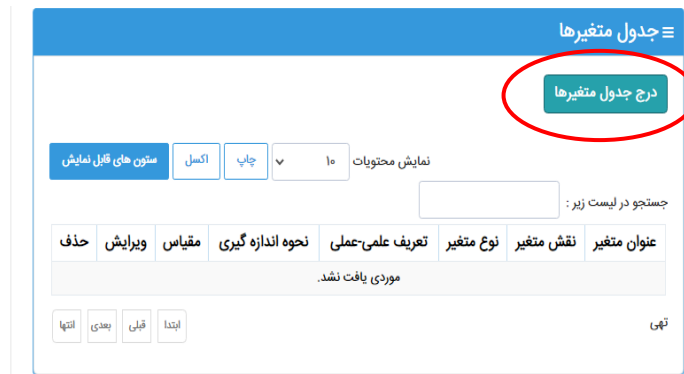 جدول متغیرها
درج جدول متغیرها
نمایش محتویات ۱۰ چاپ اکسل ستون های قابل نمایش
جستجو در لیست زیر :
عنوان متغیر نقش متغیر نوع متغیر تعریف علمی-عملی نحوه اندازه گیری مقیاس ویرایش حذف
موردی یافت نشد.
تهی ابتدا قبلی بعدی انتها